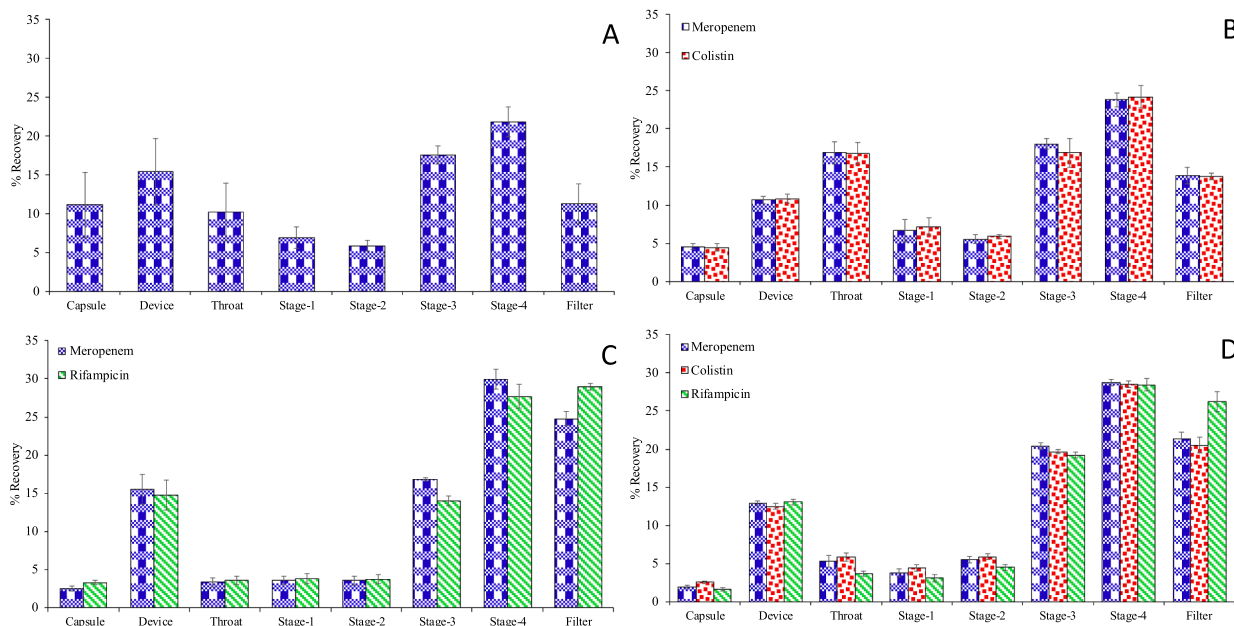 A
35
30
25
20
15
10
5
0
% Recovery
Capsule Device Throat Stage-1 Stage-2 Stage-3 Stage-4 Filter
B
Meropenem
Colistin
35
30
25
20
15
10
5
0
% Recovery
Capsule Device Throat Stage-1 Stage-2 Stage-3 Stage-4 Filter
C
Meropenem
Rifampicin
35
30
25
20
15
10
5
0
% Recovery
Capsule Device Throat Stage-1 Stage-2 Stage-3 Stage-4 Filter
D
Meropenem
Colistin
Rifampicin
35
30
25
20
15
10
5
0
% Recovery
Capsule Device Throat Stage-1 Stage-2 Stage-3 Stage-4 Filter